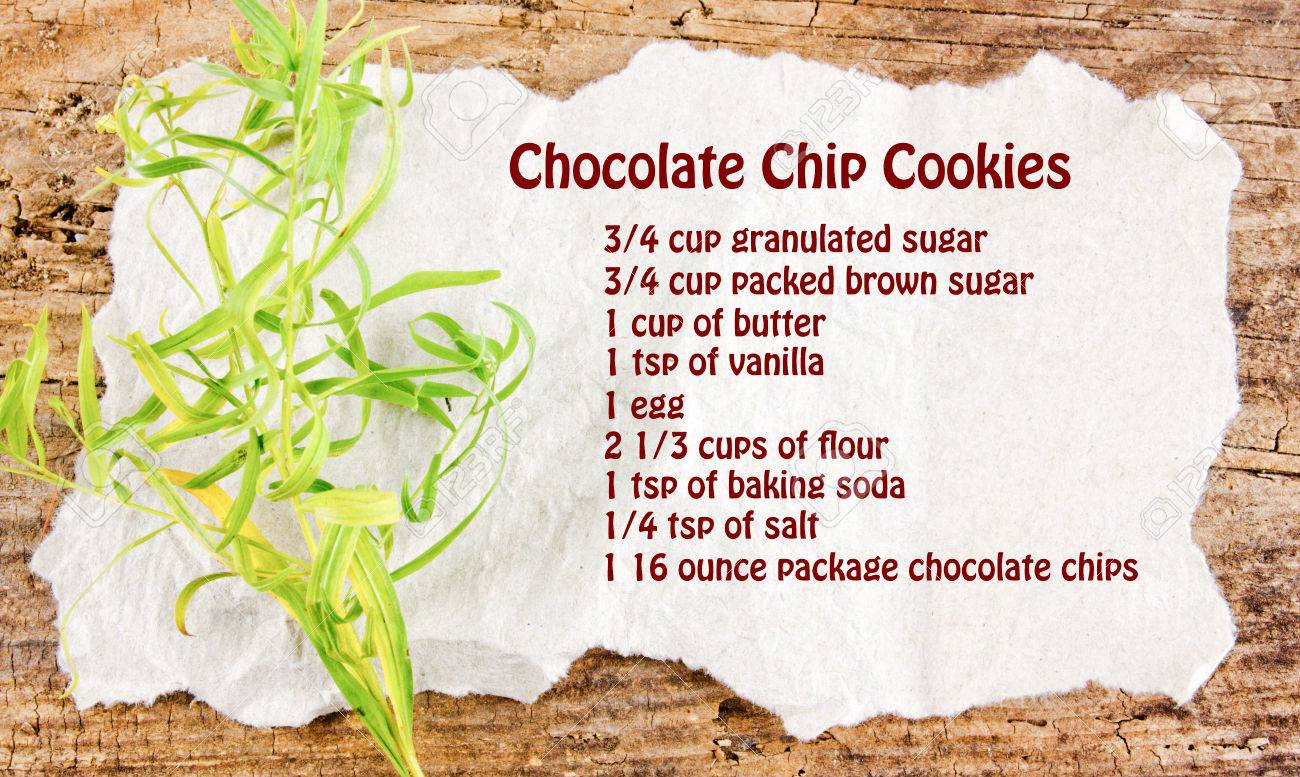 Chocolate Chip Cookies
3/4 cup granulated sugar
3/4 cup packed brown sugar
1 cup of butter
1 tsp of vanilla
1 egg
2 1/3 cups of flour
1 tsp of baking soda
1/4 tsp of salt
1 16 ounce package chocolate chips
123RF